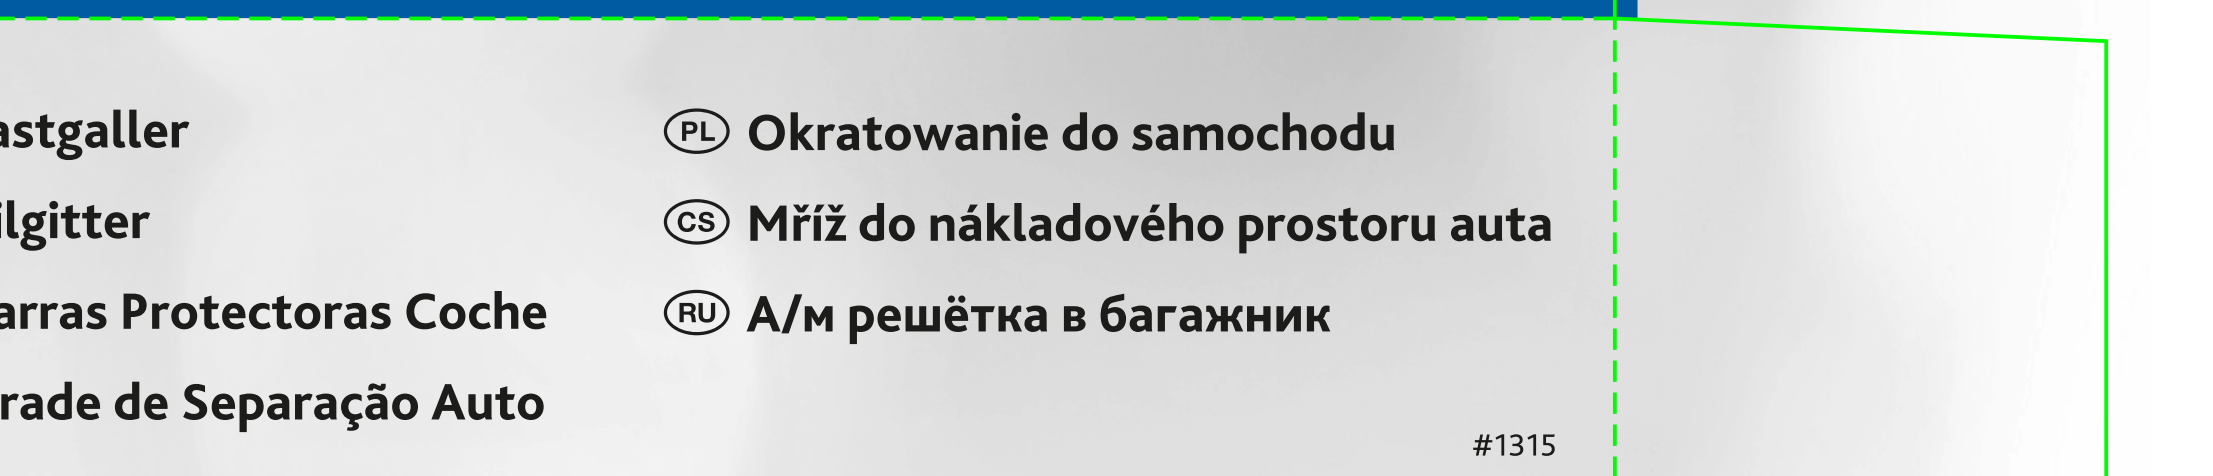 astgaller
ilgitter
arras Protectoras Coche
rade de Separação Auto
PL Okratowanie do samochodu
CS Mříž do nákladového prostoru auta
RU А/м решётка в багажник
#1315